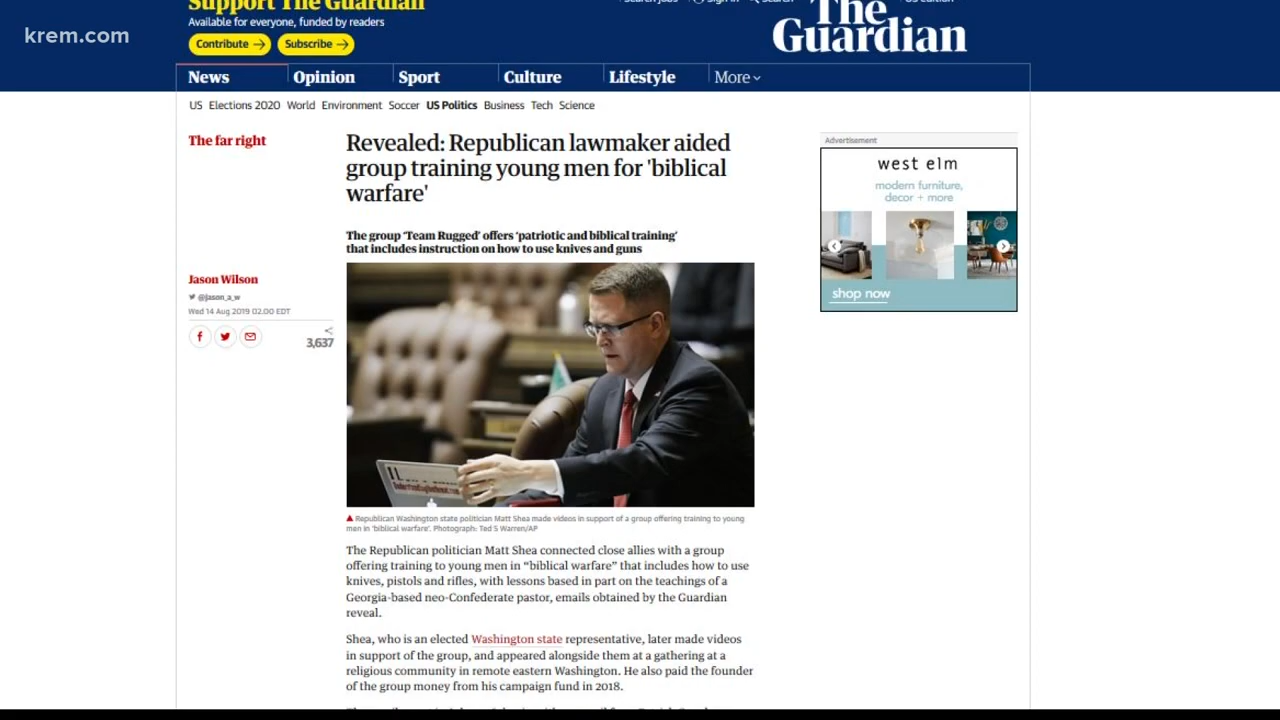 krem.com
Support The Guardian
Available for everyone, funded by readers
Contribute →
Subscribe →
Search jobs
Sign in
Search
US edition
The
Guardian
News
Opinion
Sport
Culture
Lifestyle
More
US Elections 2020 World Environment Soccer US Politics Business Tech Science
The far right
Revealed: Republican lawmaker aided
group training young men for 'biblical
warfare'
The group 'Team Rugged' offers 'patriotic and biblical training'
that includes instruction on how to use knives and guns
Jason Wilson
@jason_a_w
Wed 14 Aug 2019 02.00 EDT
3,637
Republican Washington state politician Matt Shea made videos in support of a group offering training to young
men in 'biblical warfare'. Photograph: Ted S Warren/AP
The Republican politician Matt Shea connected close allies with a group
offering training to young men in “biblical warfare” that includes how to use
knives, pistols and rifles, with lessons based in part on the teachings of a
Georgia-based neo-Confederate pastor, emails obtained by the Guardian
reveal.
Shea, who is an elected Washington state representative, later made videos
in support of the group, and appeared alongside them at a gathering at a
religious community in remote eastern Washington. He also paid the founder
of the group money from his campaign fund in 2018.
Advertisement
west elm
modern furniture,
decor + more
shop now